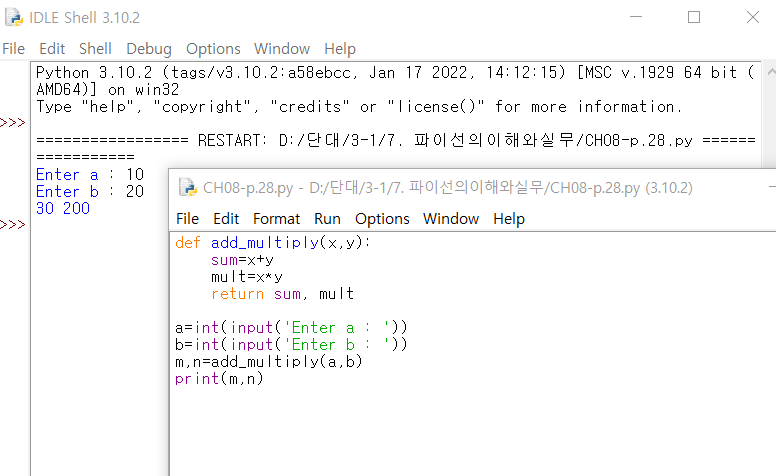 IDLE Shell 3.10.2
File Edit Shell Debug Options Window Help
Python 3.10.2 (tags/v3.10.2:a58ebcc, Jan 17 2022, 14:12:15) [MSC v.1929 64 bit (
AMD64)] on win32
Type "help", "copyright", "credits" or "license()" for more information.
>>>
================= RESTART: D:/단대/3-1/7. 파이선의이해와실무/CH08-p.28.py ======
===========
Enter a : 10
Enter b : 20
30 200
>>>
CH08-p.28.py - D:/단대/3-1/7. 파이선의이해와실무/CH08-p.28.py (3.10.2)
File Edit Format Run Options Window Help
def add_multiply(x,y):
    sum=x+y
    mult=x*y
    return sum, mult

a=int(input('Enter a : '))
b=int(input('Enter b : '))
m,n=add_multiply(a,b)
print(m,n)